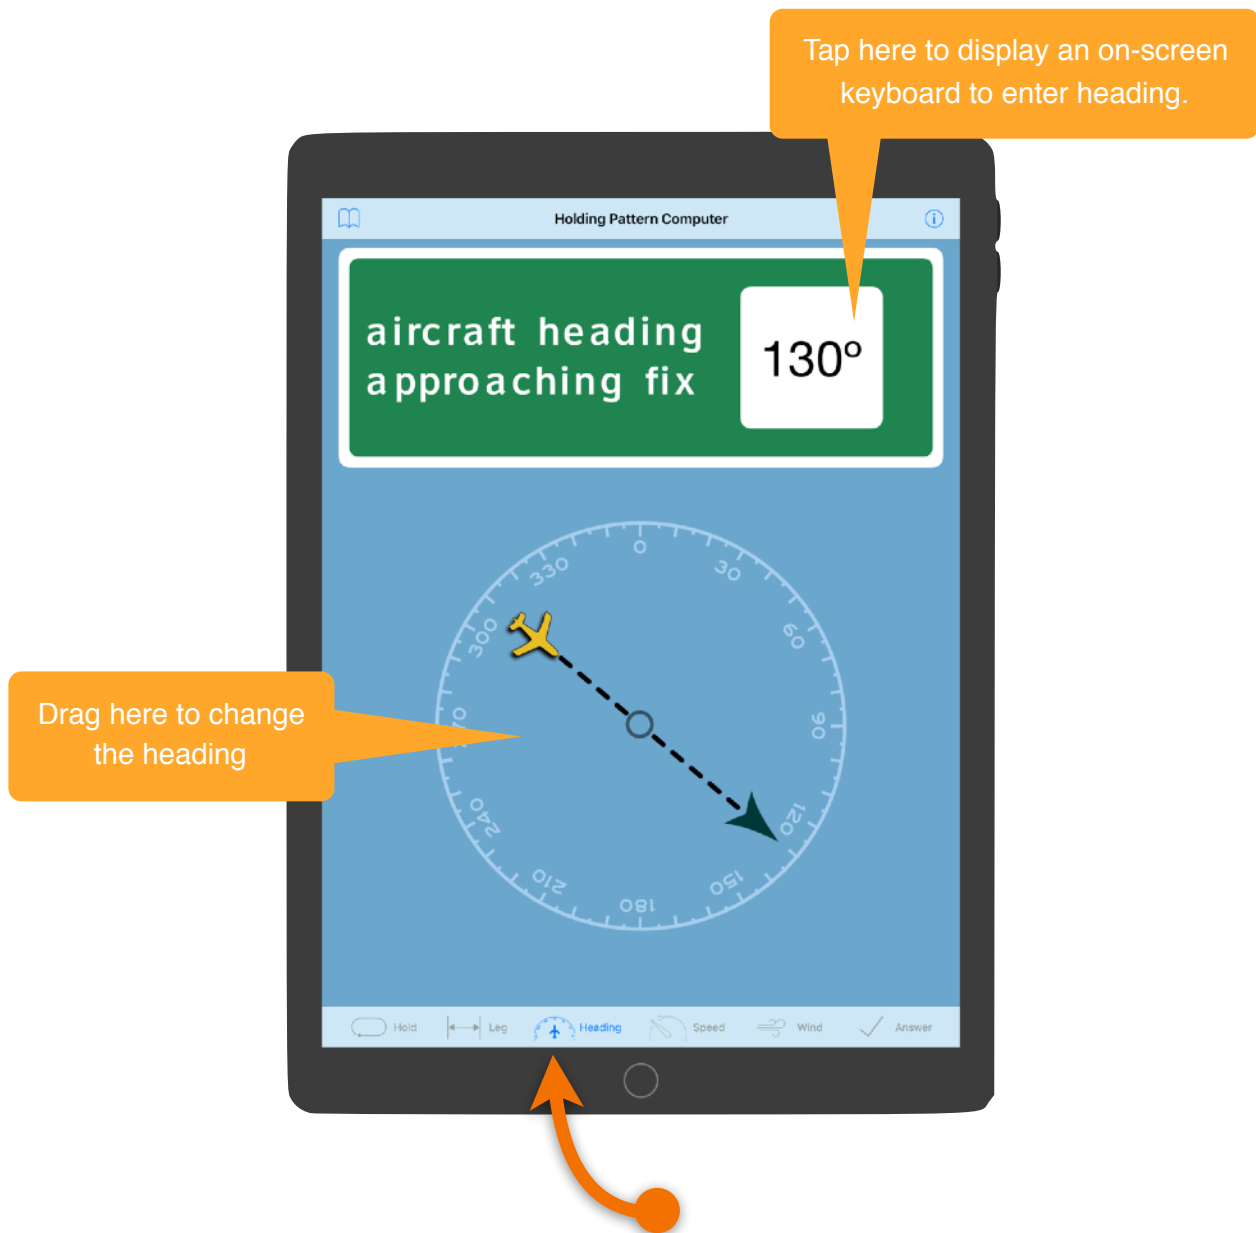 Tap here to display an on-screen
keyboard to enter heading.
Holding Pattern Computer
aircraft heading
approaching fix
130º
0
30
60
90
120
150
180
210
240
300
330
Drag here to change
the heading
Hold
Leg
Heading
Speed
Wind
Answer